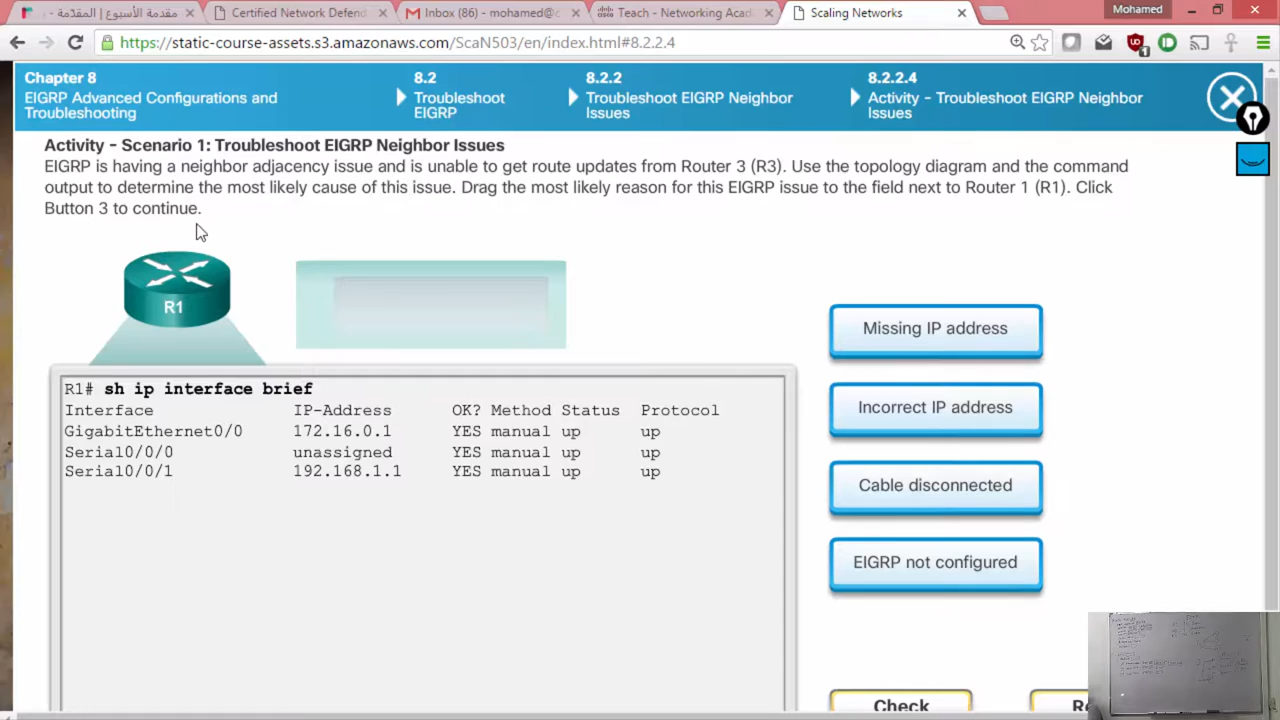 مقدمة الأسبوع | المقدّمة -
Certified Network Defend
Inbox (86) - mohamed@c
Teach - Networking Acad
Scaling Networks
Mohamed
https://static-course-assets.s3.amazonaws.com/ScaN503/en/index.html#8.2.2.4
Chapter 8
EIGRP Advanced Configurations and
Troubleshooting
8.2
Troubleshoot
EIGRP
8.2.2
Troubleshoot EIGRP Neighbor
Issues
8.2.2.4
Activity - Troubleshoot EIGRP Neighbor
Issues
Activity - Scenario 1: Troubleshoot EIGRP Neighbor Issues
EIGRP is having a neighbor adjacency issue and is unable to get route updates from Router 3 (R3). Use the topology diagram and the command
output to determine the most likely cause of this issue. Drag the most likely reason for this EIGRP issue to the field next to Router 1 (R1). Click
Button 3 to continue.
R1
R1# sh ip interface brief
Interface IP-Address OK? Method Status Protocol
GigabitEthernet0/0 172.16.0.1 YES manual up up
Serial0/0/0 unassigned YES manual up up
Serial0/0/1 192.168.1.1 YES manual up up
Missing IP address
Incorrect IP address
Cable disconnected
EIGRP not configured
Check